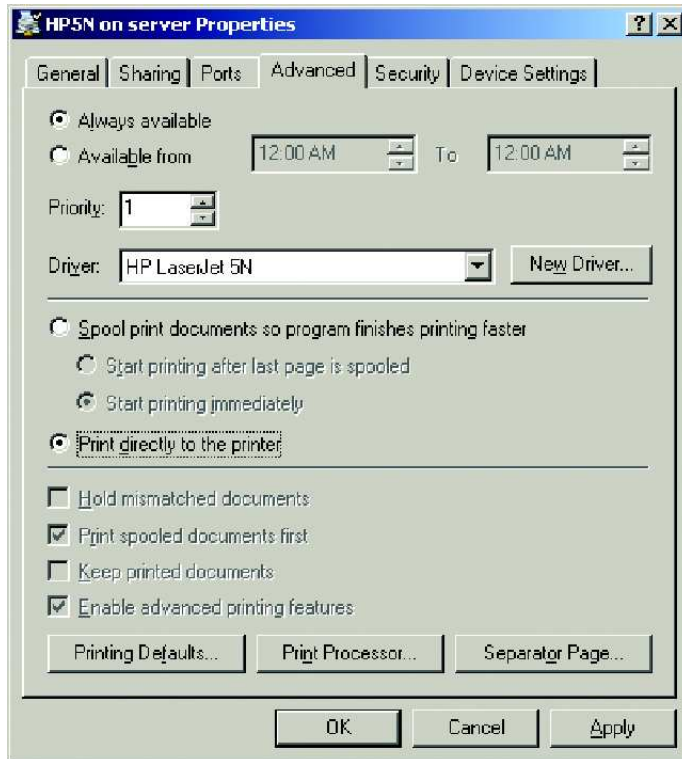 HP5N on server Properties
General Sharing Ports Advanced Security Device Settings
Always available
Available from 12:00 AM To 12:00 AM
Priority: 1
Driver: HP LaserJet 5N New Driver...
Spool print documents so program finishes printing faster
Start printing after last page is spooled
Start printing immediately
Print directly to the printer
Hold mismatched documents
Print spooled documents first
Keep printed documents
Enable advanced printing features
Printing Defaults... Print Processor... Separator Page...
OK Cancel Apply